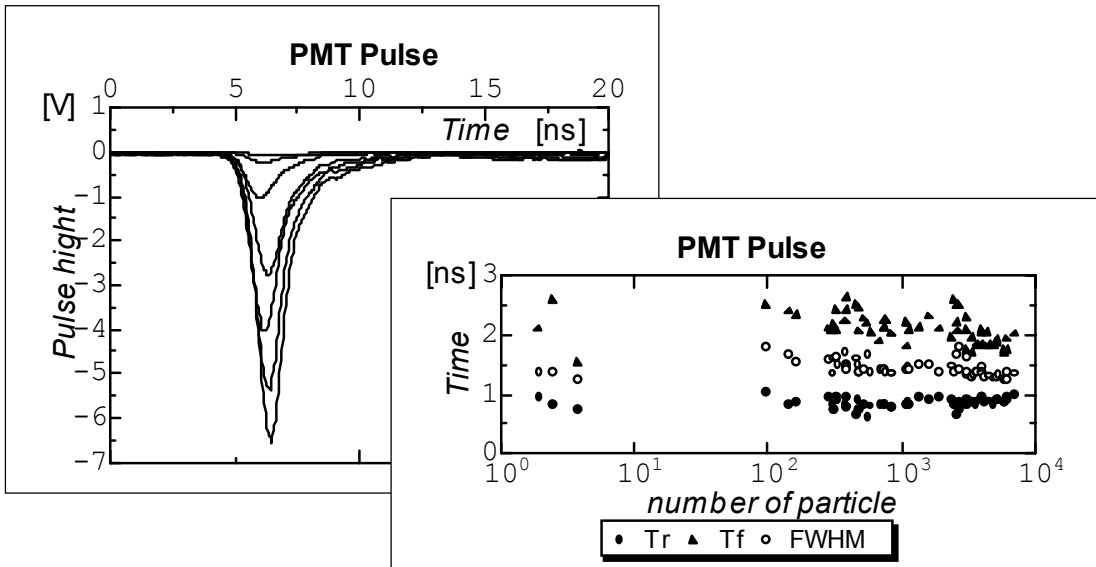 PMT Pulse
0 5 10 15 20
[V]
Time [ns]
1
0
-1
-2
-3
-4
-5
-6
-7
Pulse hight
PMT Pulse
[ns]
3
2
1
0
Time
10^0 10^1 10^2 10^3 10^4
number of particle
Tr Tf FWHM